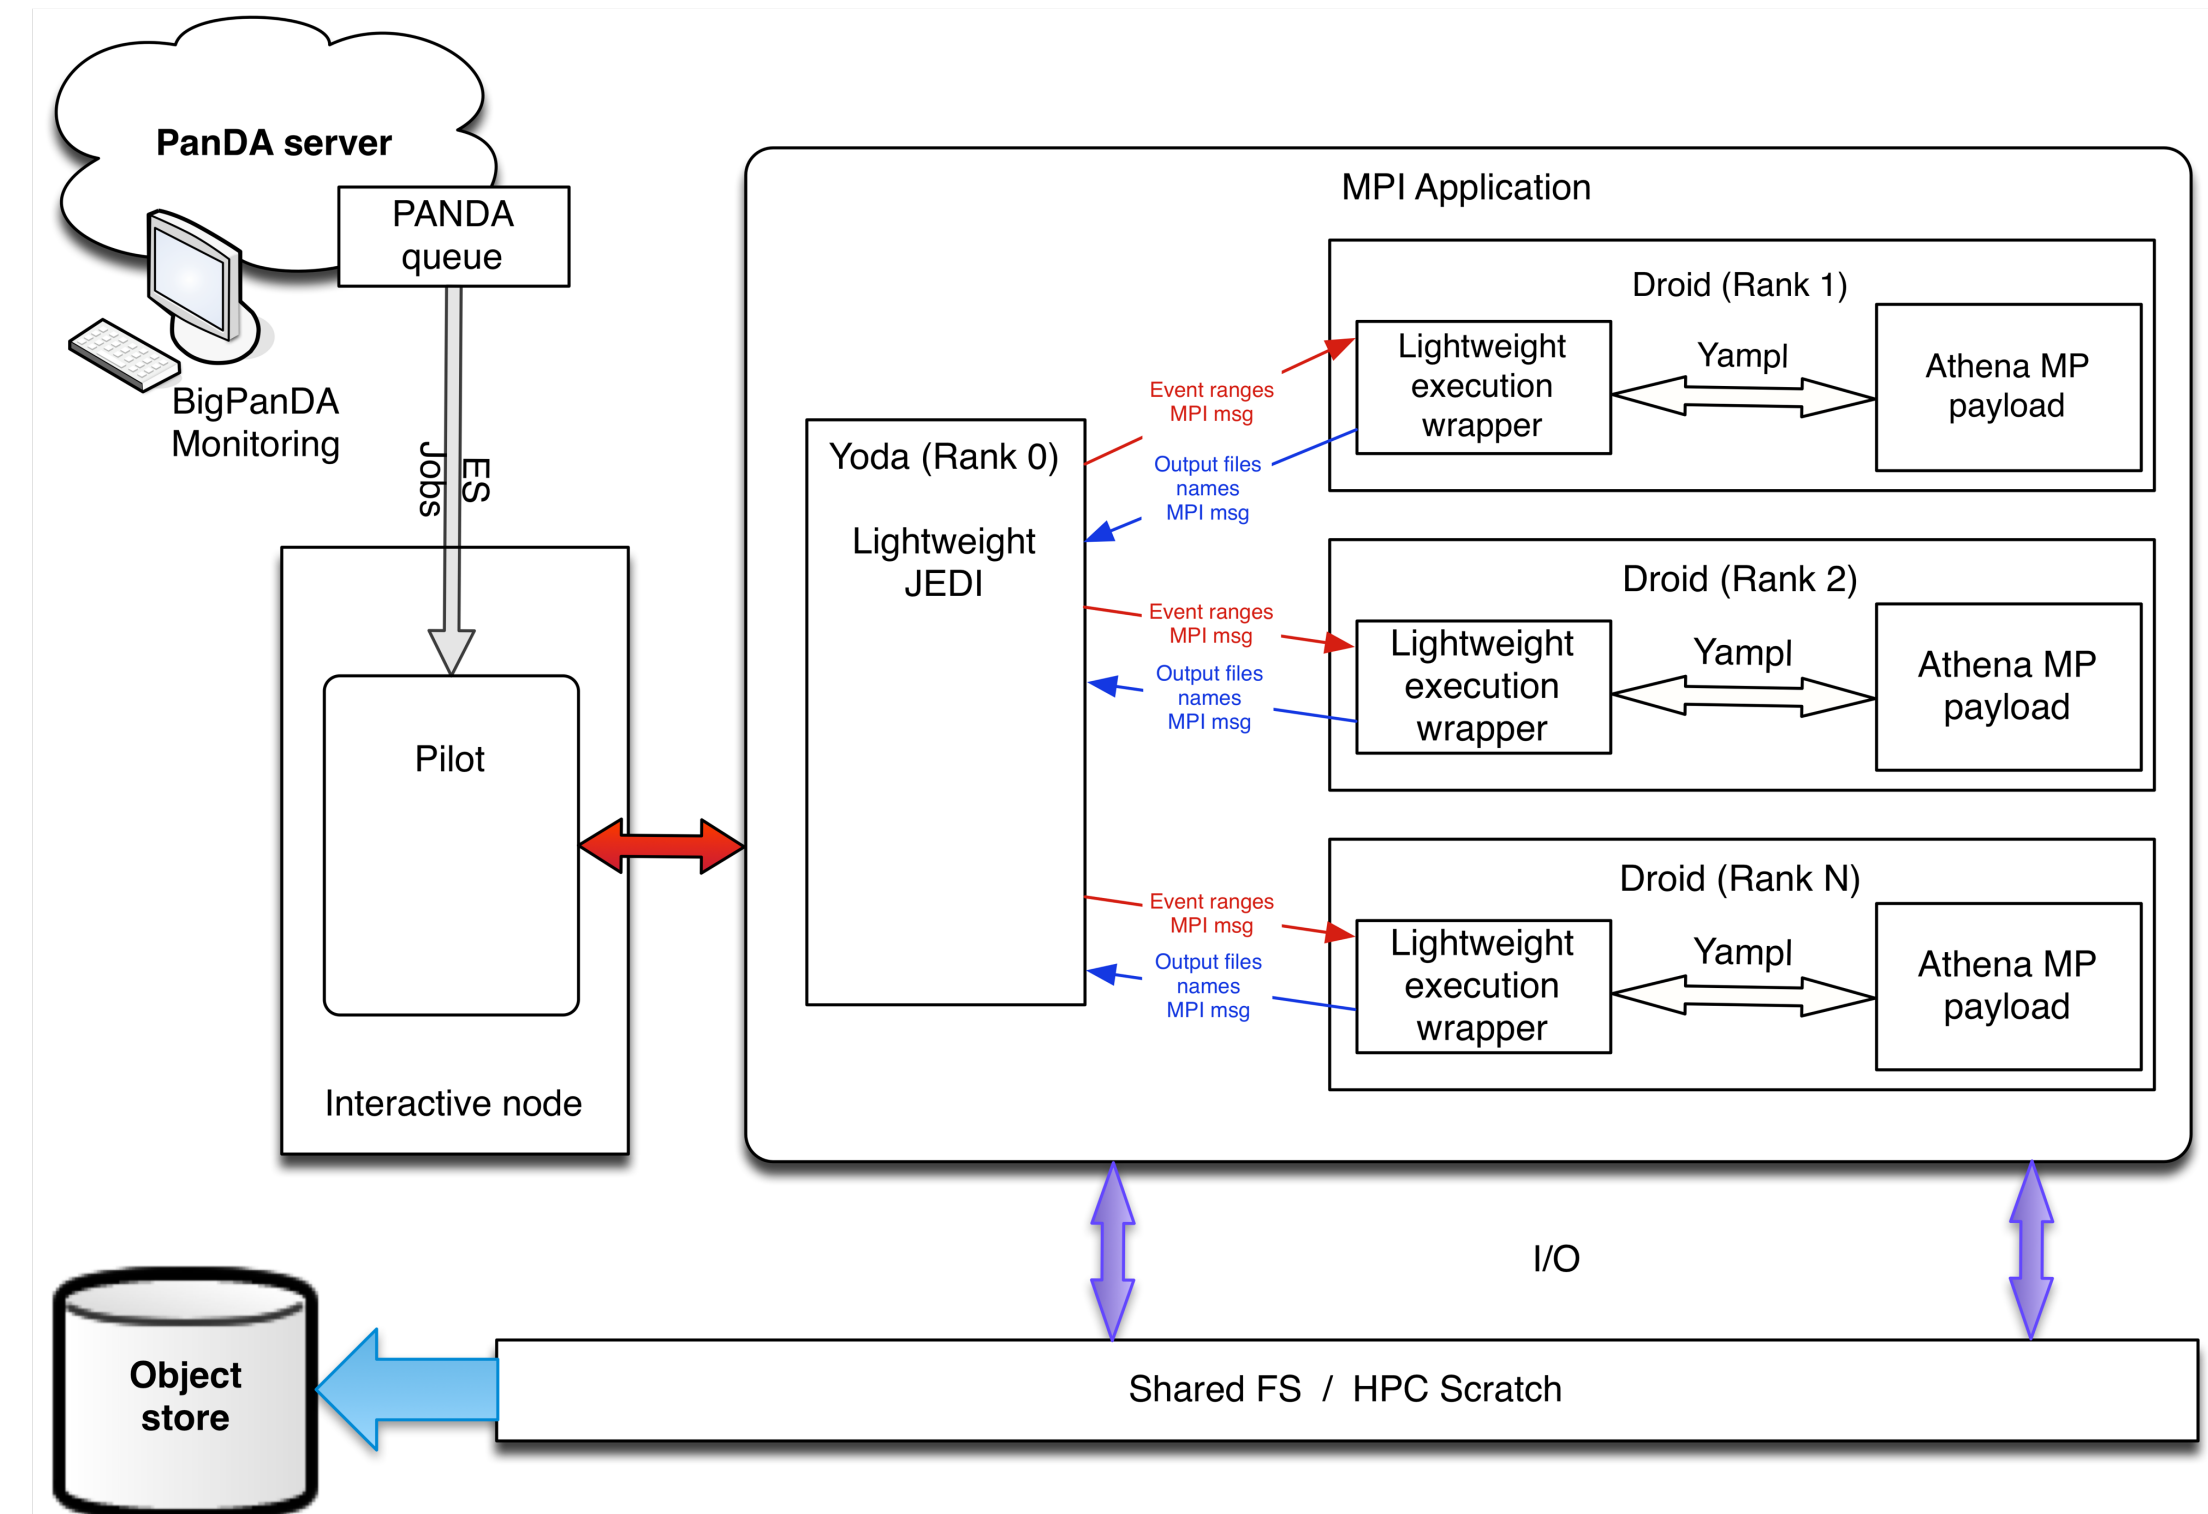 PanDA server
PANDA
queue
BigPanDA
Monitoring
ES
Jobs
Pilot
Interactive node
MPI Application
Yoda (Rank 0)
Lightweight
JEDI
Event ranges
MPI msg
Output files
names
MPI msg
Event ranges
MPI msg
Output files
names
MPI msg
Event ranges
MPI msg
Output files
names
MPI msg
Droid (Rank 1)
Lightweight
execution
wrapper
Yampl
Athena MP
payload
Droid (Rank 2)
Lightweight
execution
wrapper
Yampl
Athena MP
payload
Droid (Rank N)
Lightweight
execution
wrapper
Yampl
Athena MP
payload
I/O
Object
store
Shared FS / HPC Scratch